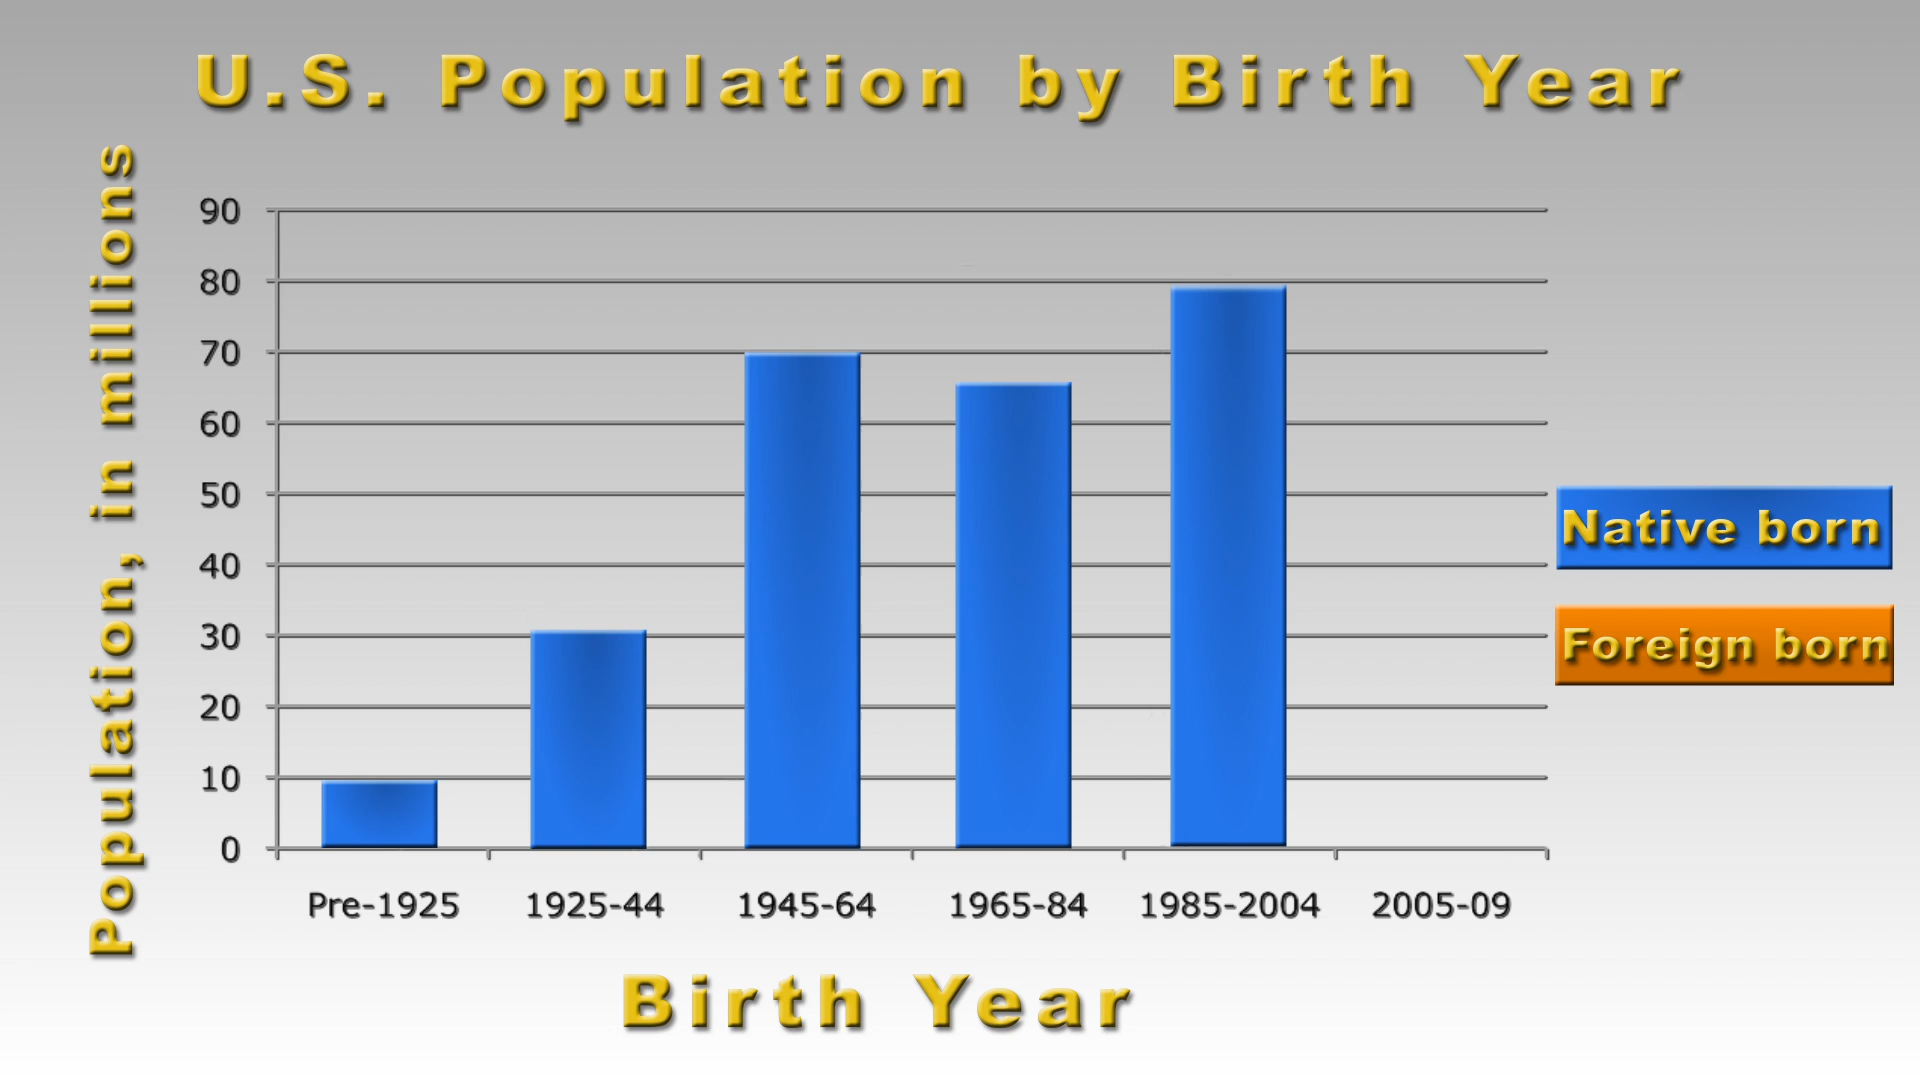 U.S. Population by Birth Year
Population, in millions
90
80
70
60
50
40
30
20
10
0
Pre-1925 1925-44 1945-64 1965-84 1985-2004 2005-09
Birth Year
Native born
Foreign born